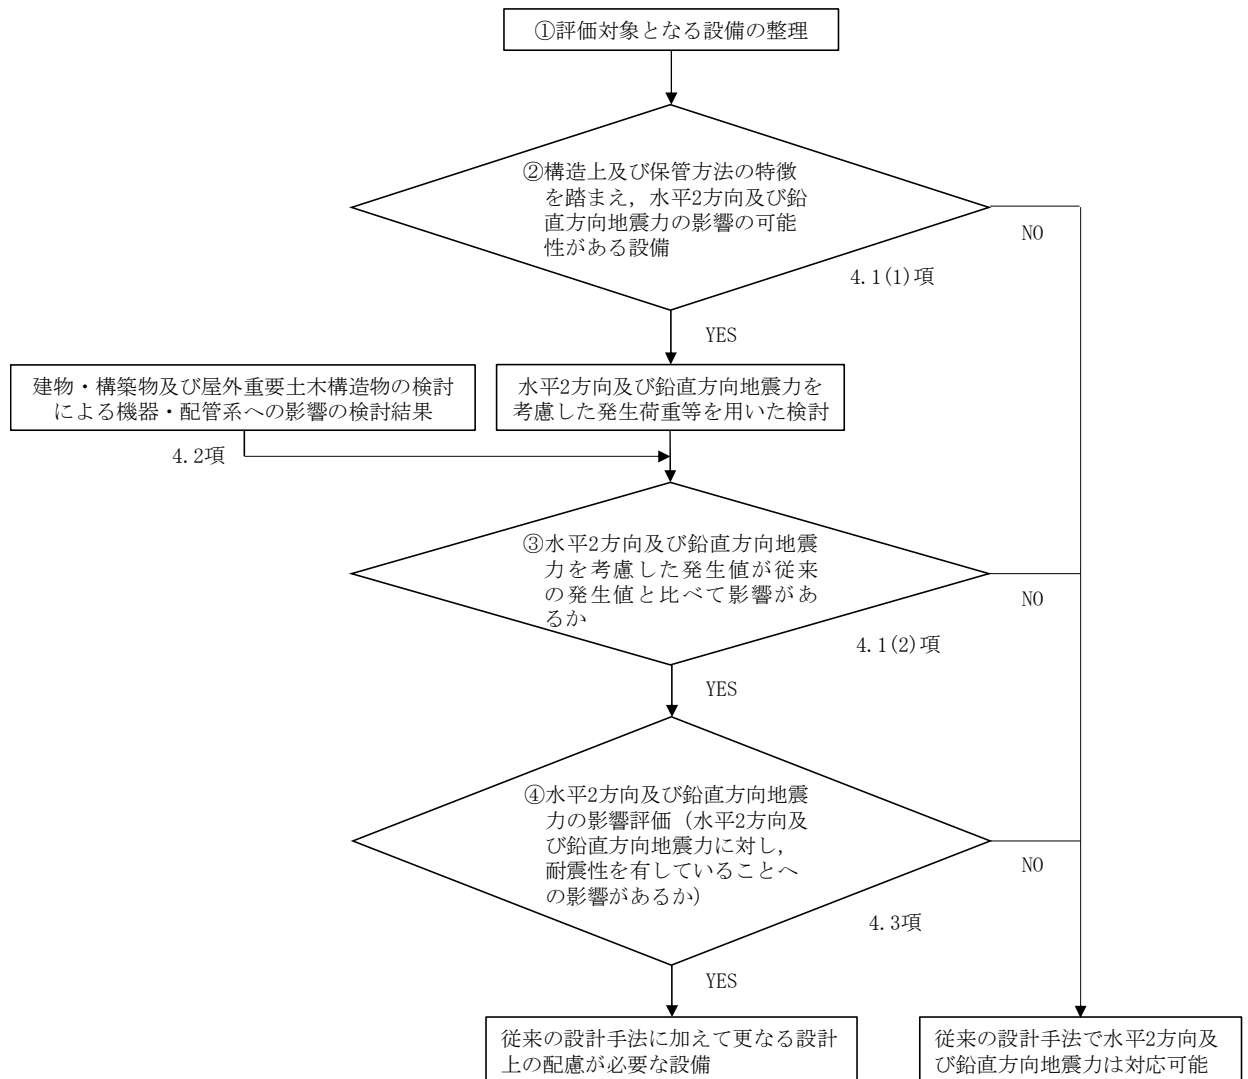 ①評価対象となる設備の整理
②構造上及び保管方法の特徴
を踏まえ，水平2方向及び鉛
直方向地震力の影響の可能
性がある設備
NO
4.1(1)項
YES
建物・構築物及び屋外重要土木構造物の検討
による機器・配管系への影響の検討結果
水平2方向及び鉛直方向地震力を
考慮した発生荷重等を用いた検討
4.2項
③水平2方向及び鉛直方向地震
力を考慮した発生値が従来
の発生値と比べて影響があ
るか
NO
4.1(2)項
YES
④水平2方向及び鉛直方向地震
力の影響評価（水平2方向及
び鉛直方向地震力に対し，
耐震性を有していることへ
の影響があるか）
NO
4.3項
YES
従来の設計手法に加えて更なる設計
上の配慮が必要な設備
従来の設計手法で水平2方向及
び鉛直方向地震力は対応可能